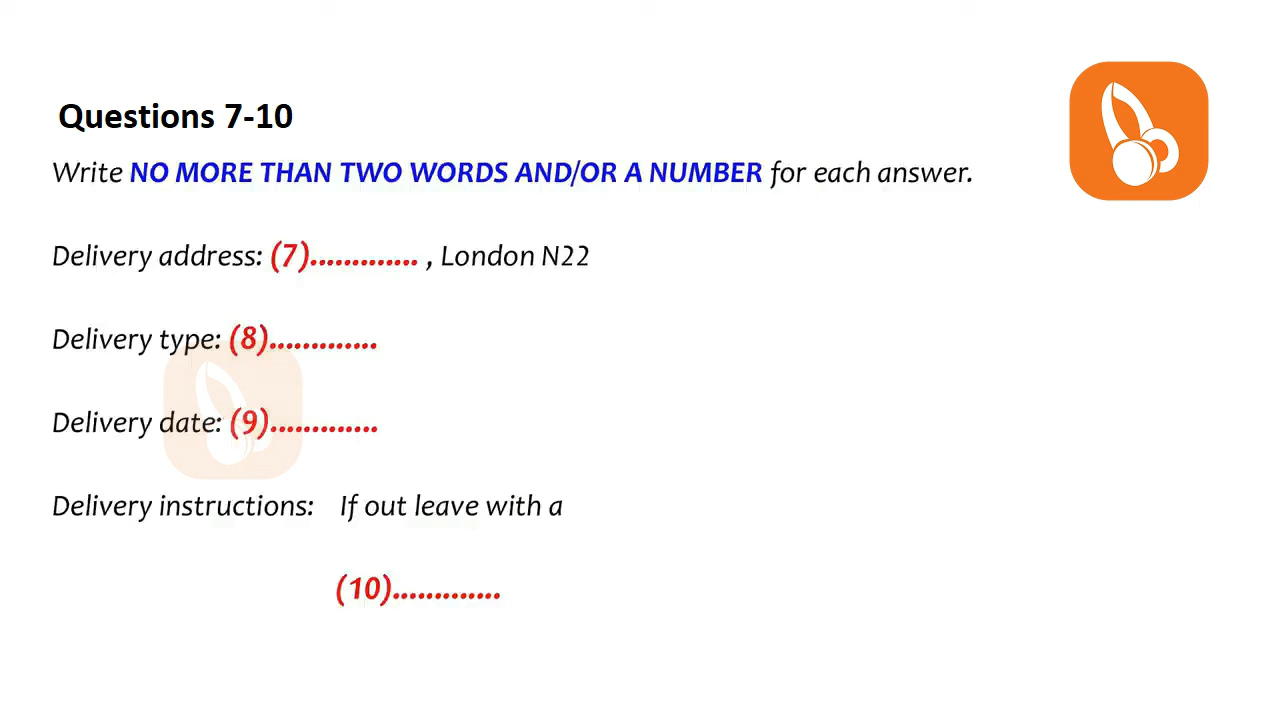 Questions 7-10
Write NO MORE THAN TWO WORDS AND/OR A NUMBER for each answer.
Delivery address: (7)............. , London N22
Delivery type: (8).............
Delivery date: (9).............
Delivery instructions: If out leave with a
(10).............